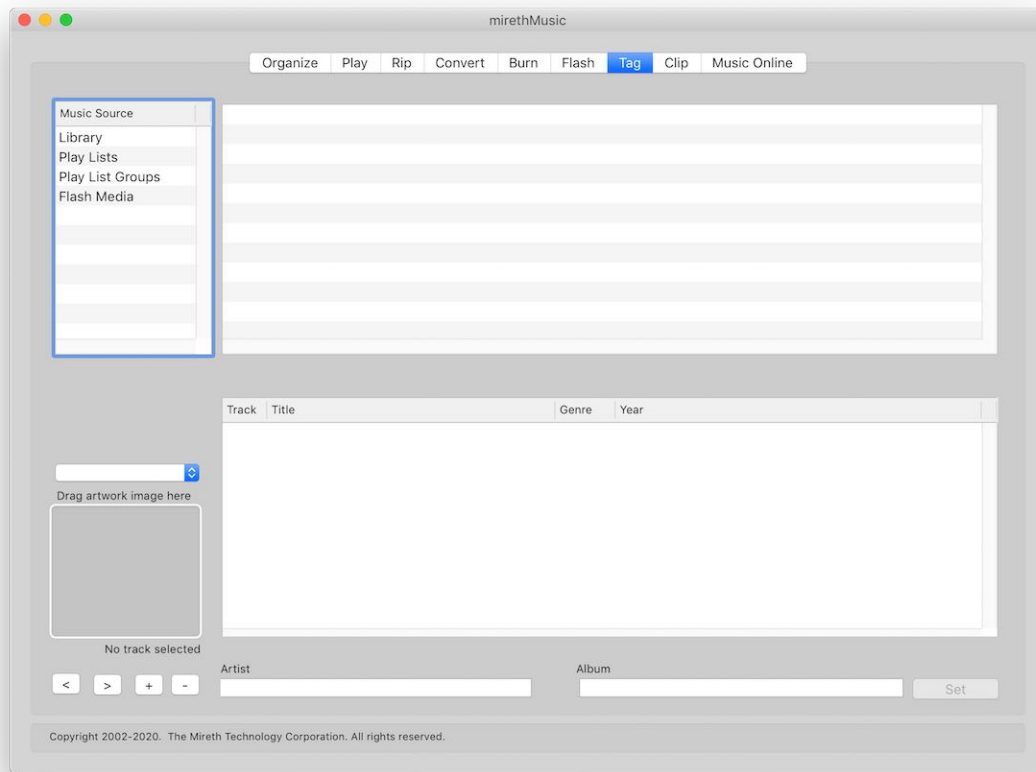 mirethMusic
Organize Play Rip Convert Burn Flash Tag Clip Music Online
Music Source
Library
Play Lists
Play List Groups
Flash Media
Track Title Genre Year
Drag artwork image here
No track selected
Artist Album
< > + - Set
Copyright 2002-2020. The Mireth Technology Corporation. All rights reserved.